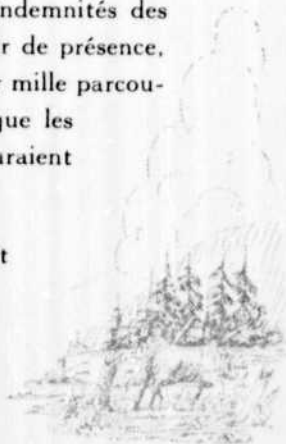 ndemnités des
r de présence,
mille parcou-
que les
araient
t